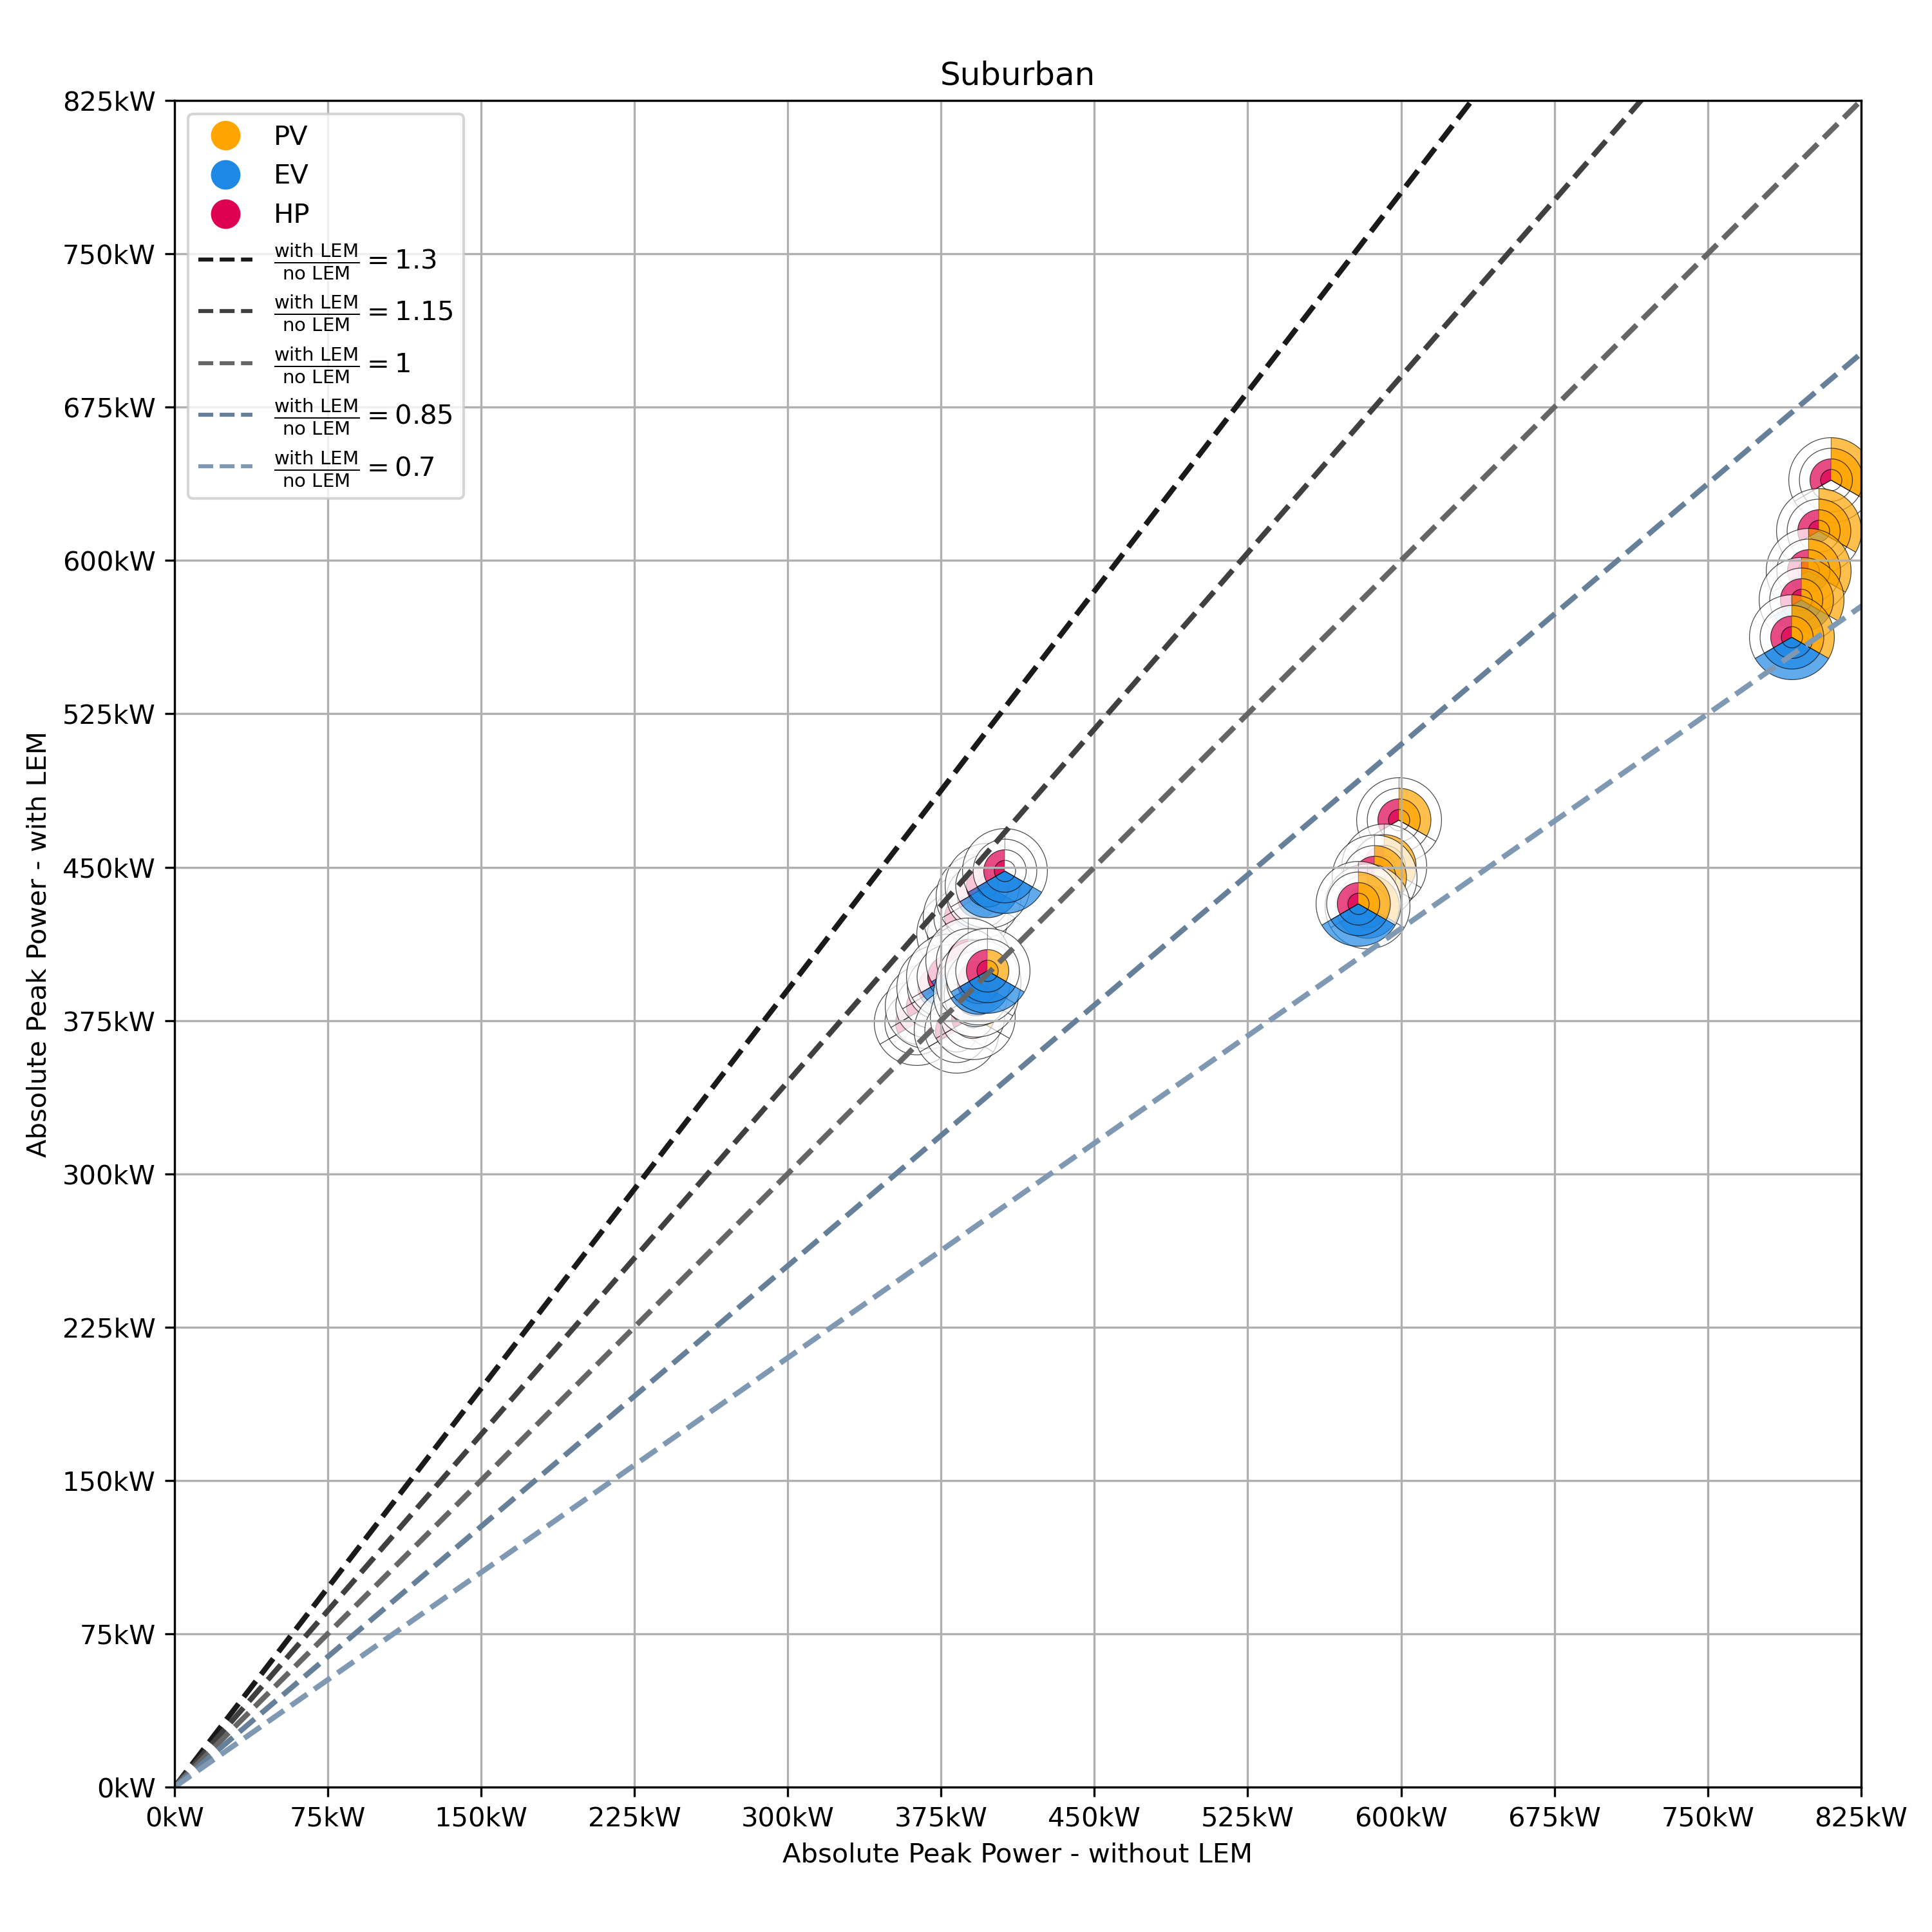 Suburban
825kW
750kW
675kW
600kW
525kW
450kW
375kW
300kW
225kW
150kW
75kW
0kW
Absolute Peak Power - with LEM
PV
EV
HP
with LEM / no LEM = 1.3
with LEM / no LEM = 1.15
with LEM / no LEM = 1
with LEM / no LEM = 0.85
with LEM / no LEM = 0.7
0kW 75kW 150kW 225kW 300kW 375kW 450kW 525kW 600kW 675kW 750kW 825kW
Absolute Peak Power - without LEM